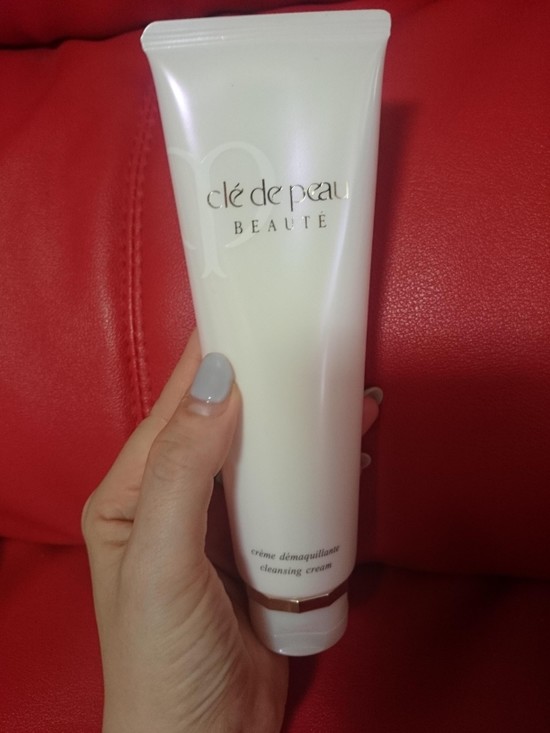 clé de peau
BEAUTÉ
crème démaquillante
cleansing cream